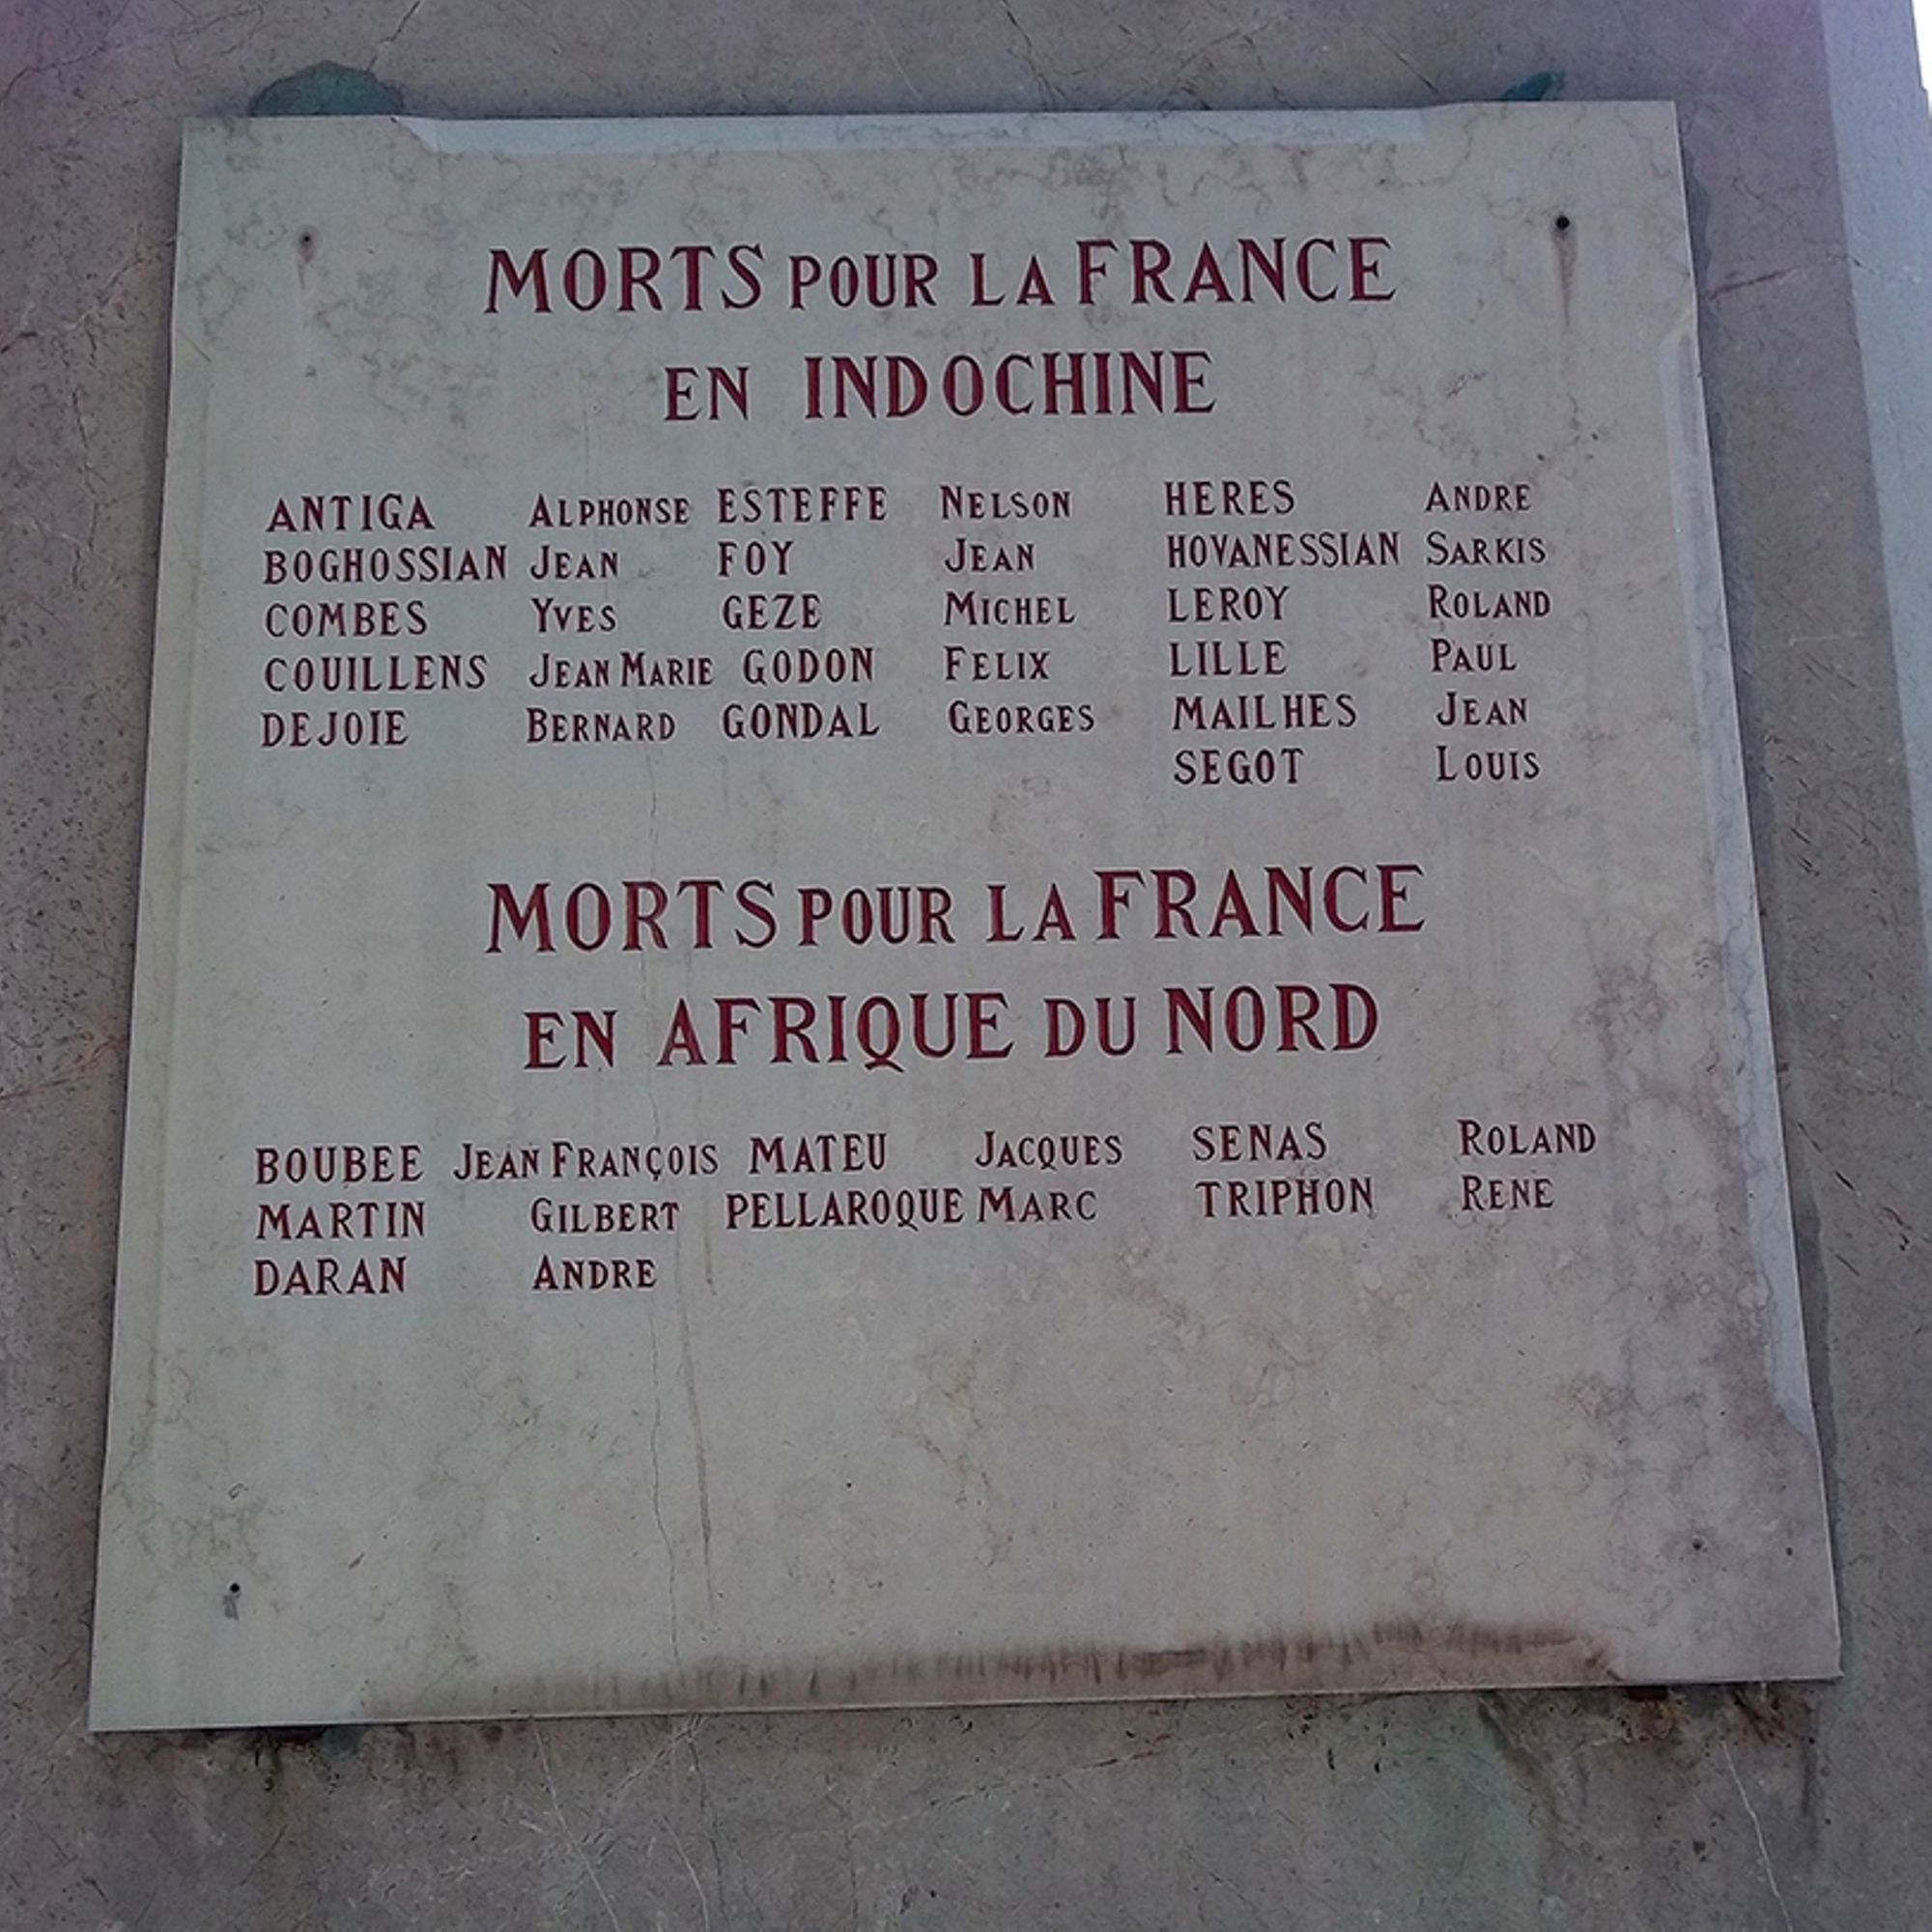 MORTS POUR LA FRANCE
EN INDOCHINE
ANTIGA ALPHONSE ESTEFFE NELSON HERES ANDRE
BOGHOSSIAN JEAN FOY JEAN HOVANESSIAN SARKIS
COMBES YVES GEZE MICHEL LEROY ROLAND
COUILLENS JEAN MARIE GODON FELIX LILLE PAUL
DEJOIE BERNARD GONDAL GEORGES MAILHES JEAN
SEGOT LOUIS
MORTS POUR LA FRANCE
EN AFRIQUE DU NORD
BOUBEE JEAN FRANÇOIS MATEU JACQUES SENAS ROLAND
MARTIN GILBERT PELLAROQUE MARC TRIPHON RENE
DARAN ANDRE